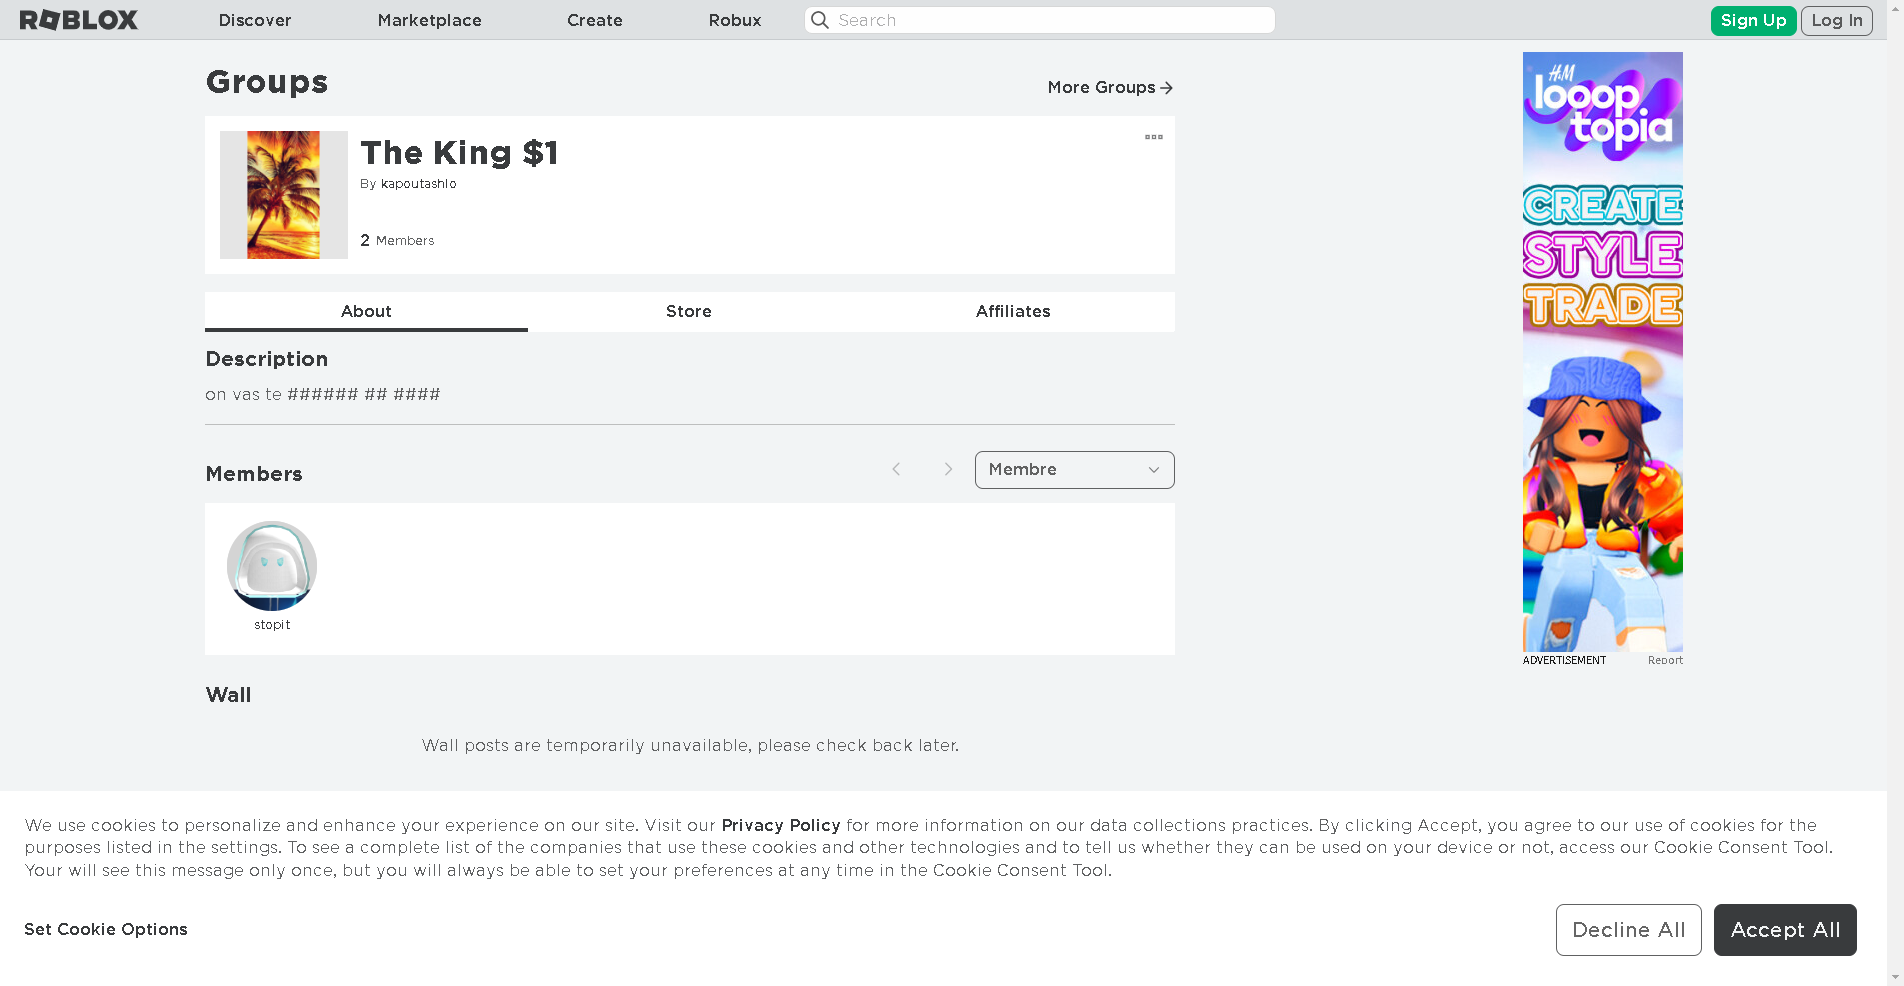 ROBLOX
Discover
Marketplace
Create
Robux
Search
Sign Up
Log In
Groups
More Groups
The King $1
By kapoutashlo
2 Members
About
Store
Affiliates
Description
on vas te ###### ## ####
Members
Membre
stopit
Wall
Wall posts are temporarily unavailable, please check back later.
H&M
looop
topia
CREATE
STYLE
TRADE
ADVERTISEMENT
Report
We use cookies to personalize and enhance your experience on our site. Visit our Privacy Policy for more information on our data collections practices. By clicking Accept, you agree to our use of cookies for the
purposes listed in the settings. To see a complete list of the companies that use these cookies and other technologies and to tell us whether they can be used on your device or not, access our Cookie Consent Tool.
Your will see this message only once, but you will always be able to set your preferences at any time in the Cookie Consent Tool.
Set Cookie Options
Decline All
Accept All